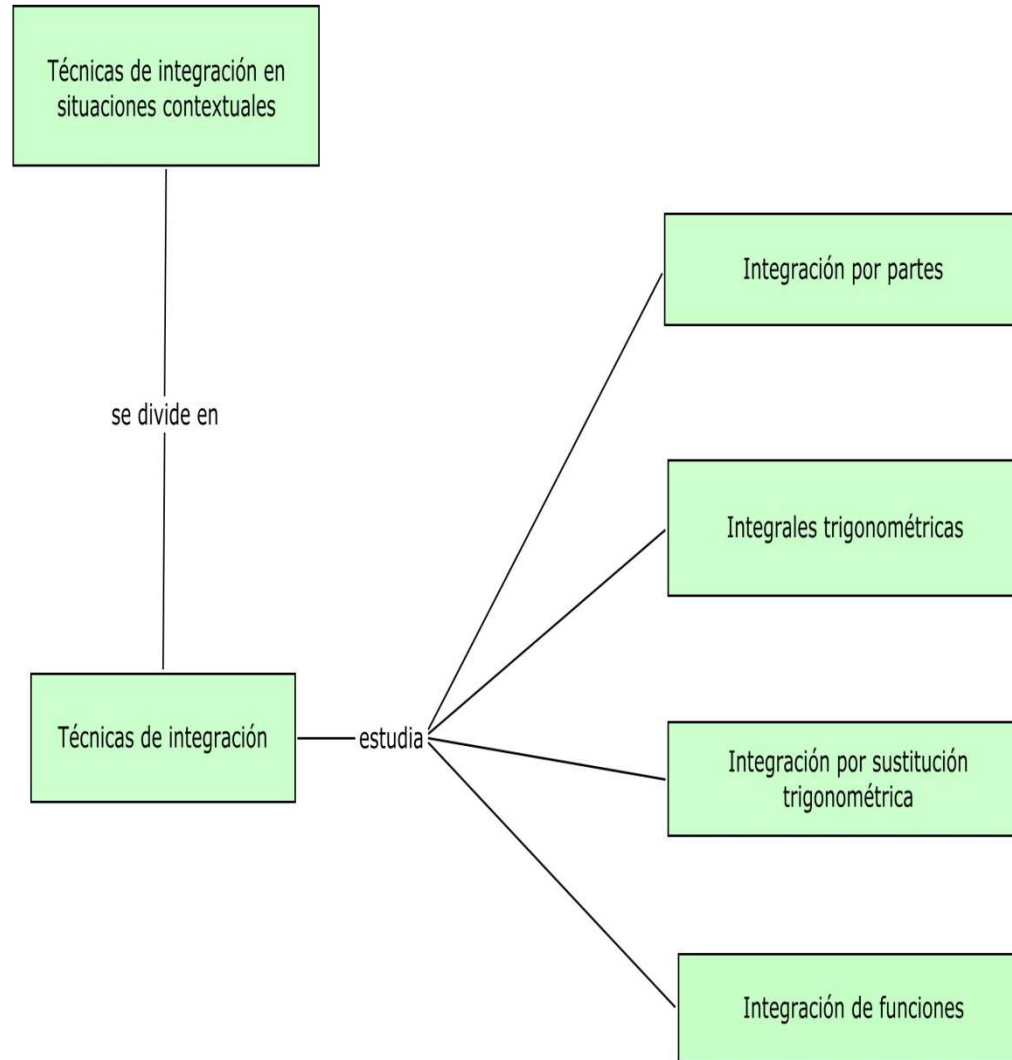 Técnicas de integración en
situaciones contextuales
se divide en
Técnicas de integración
estudia
Integración por partes
Integrales trigonométricas
Integración por sustitución
trigonométrica
Integración de funciones